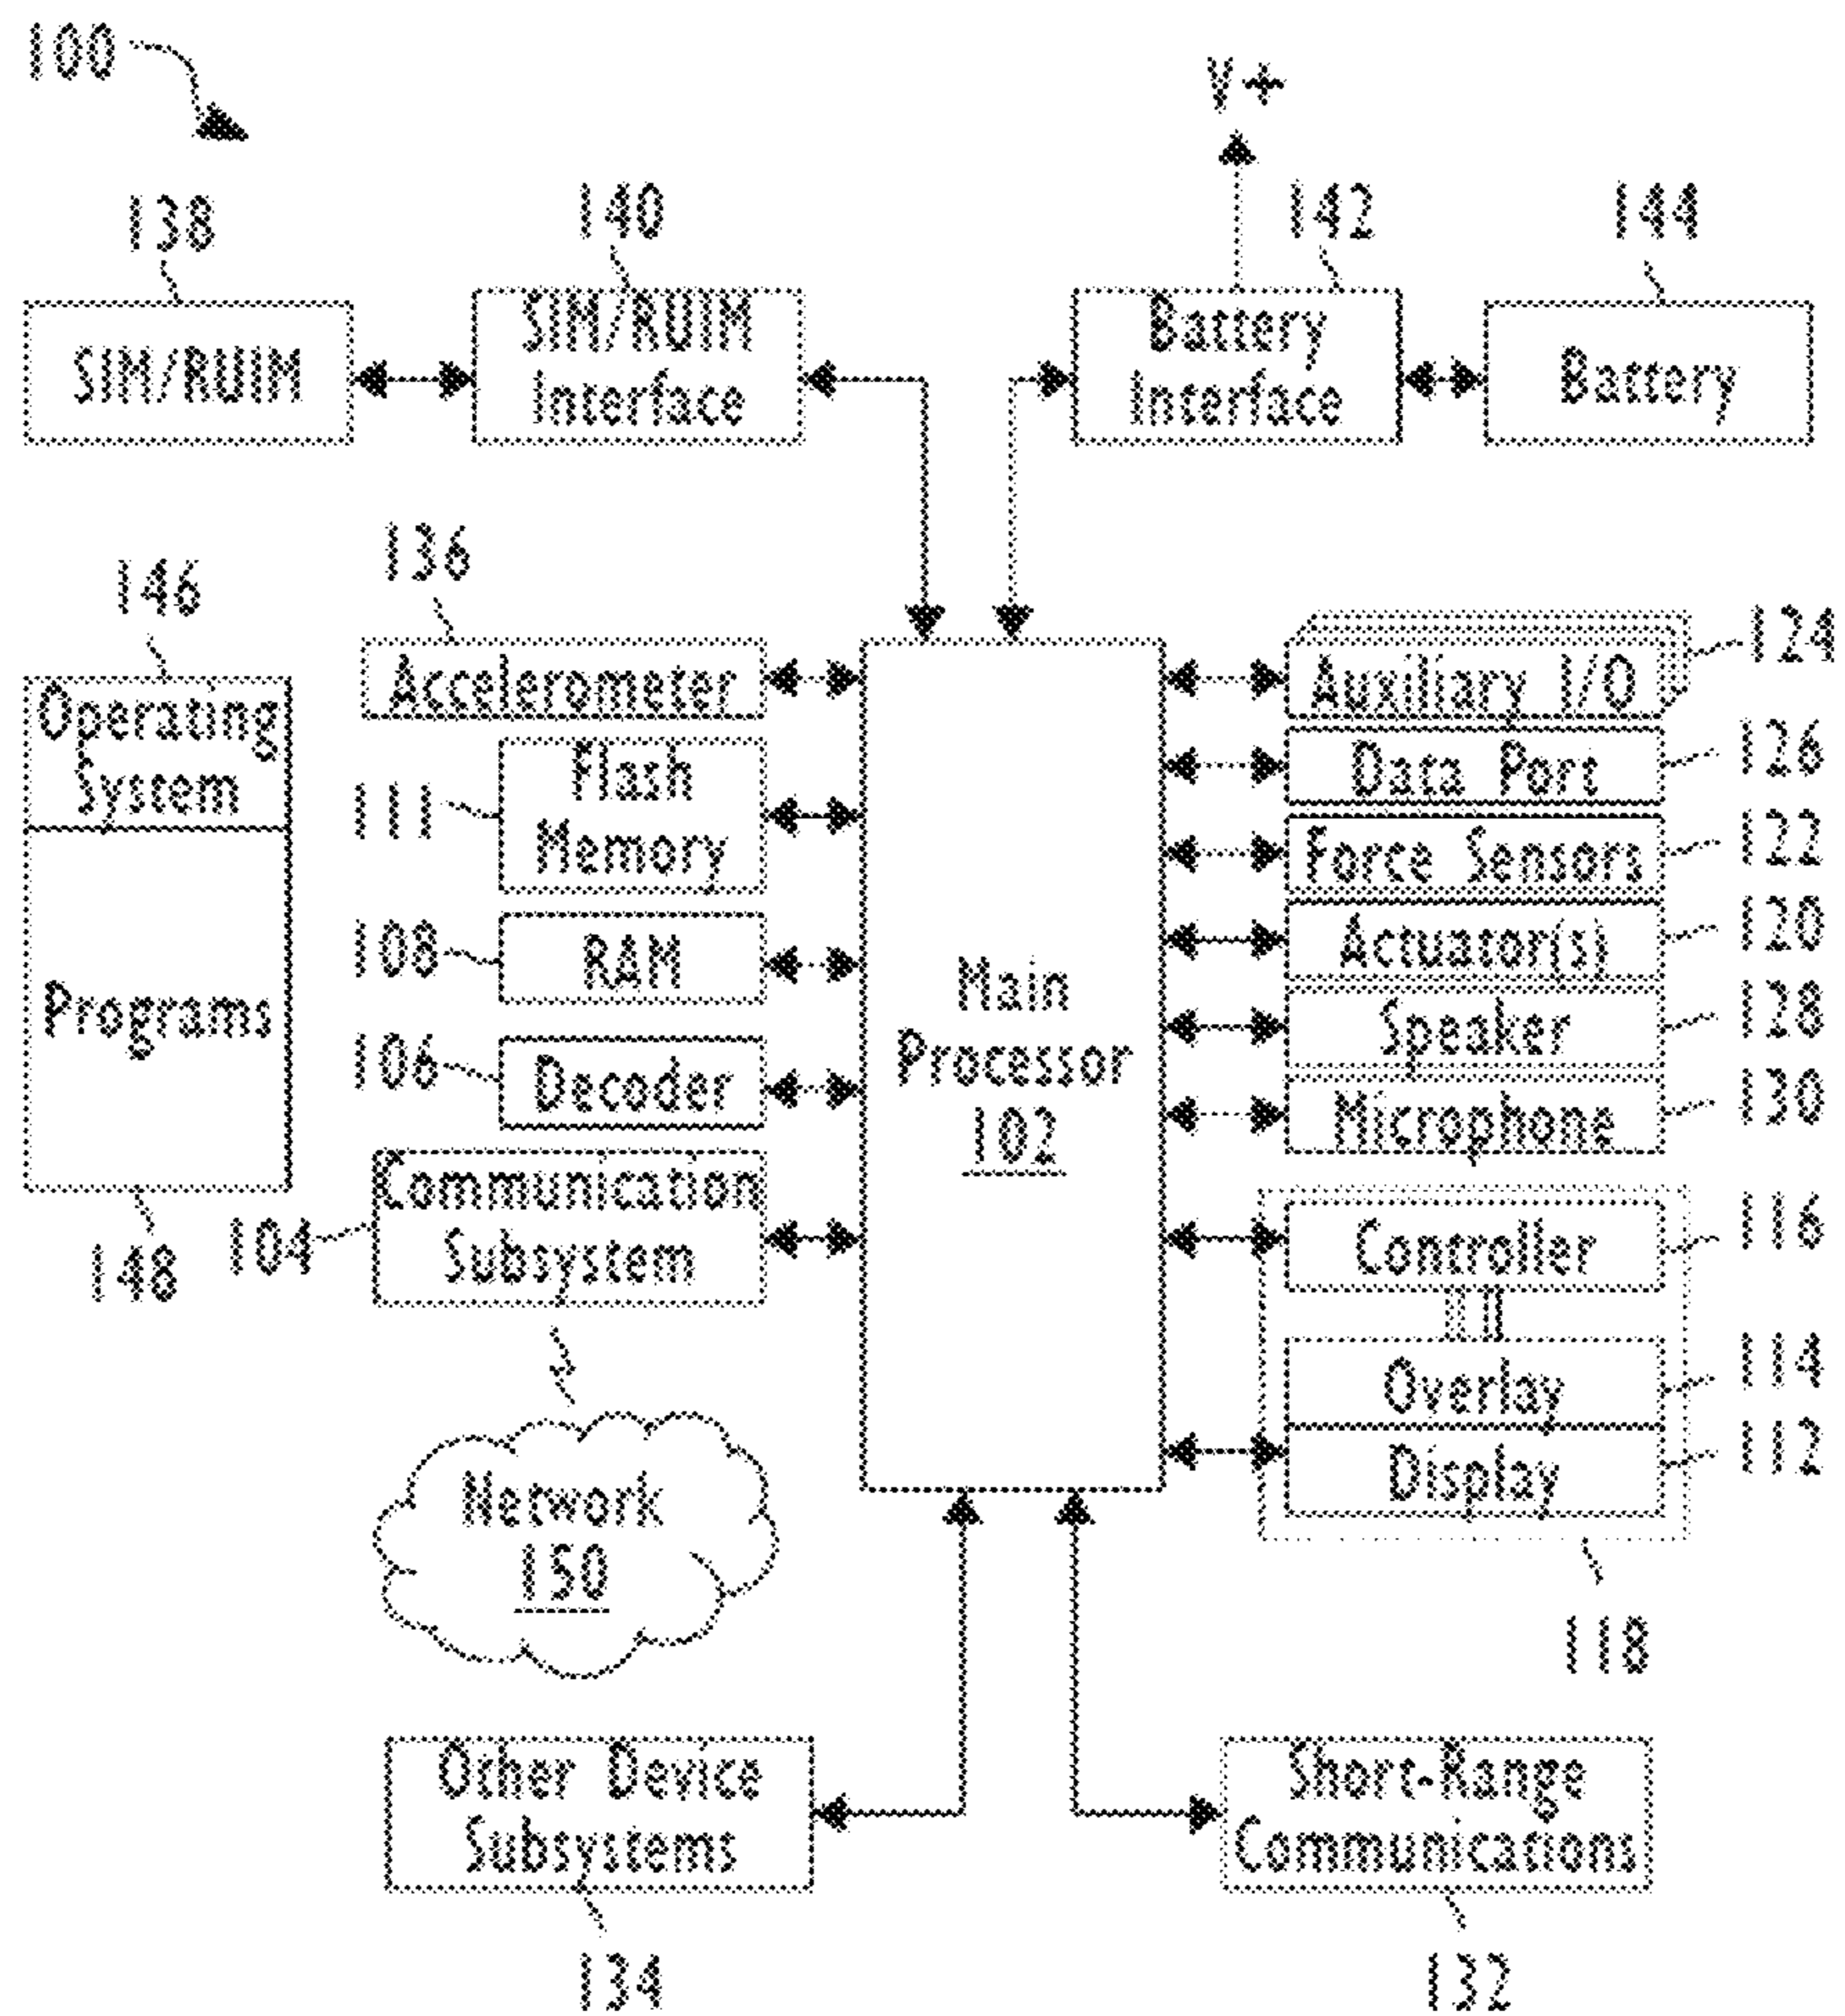 100
V+
138
140
142
144
SIM/RUIM
SIM/RUIM
Interface
Battery
Interface
Battery
136
146
Operating
System
Programs
148
Accelerometer
111
Flash
Memory
108
RAM
106
Decoder
104
Communication
Subsystem
Network
150
Main
Processor
102
Auxiliary I/O
124
Data Port
126
Force Sensors
122
Actuator(s)
120
Speaker
128
Microphone
130
Controller
116
Overlay
114
Display
112
118
Other Device
Subsystems
134
Short-Range
Communications
132